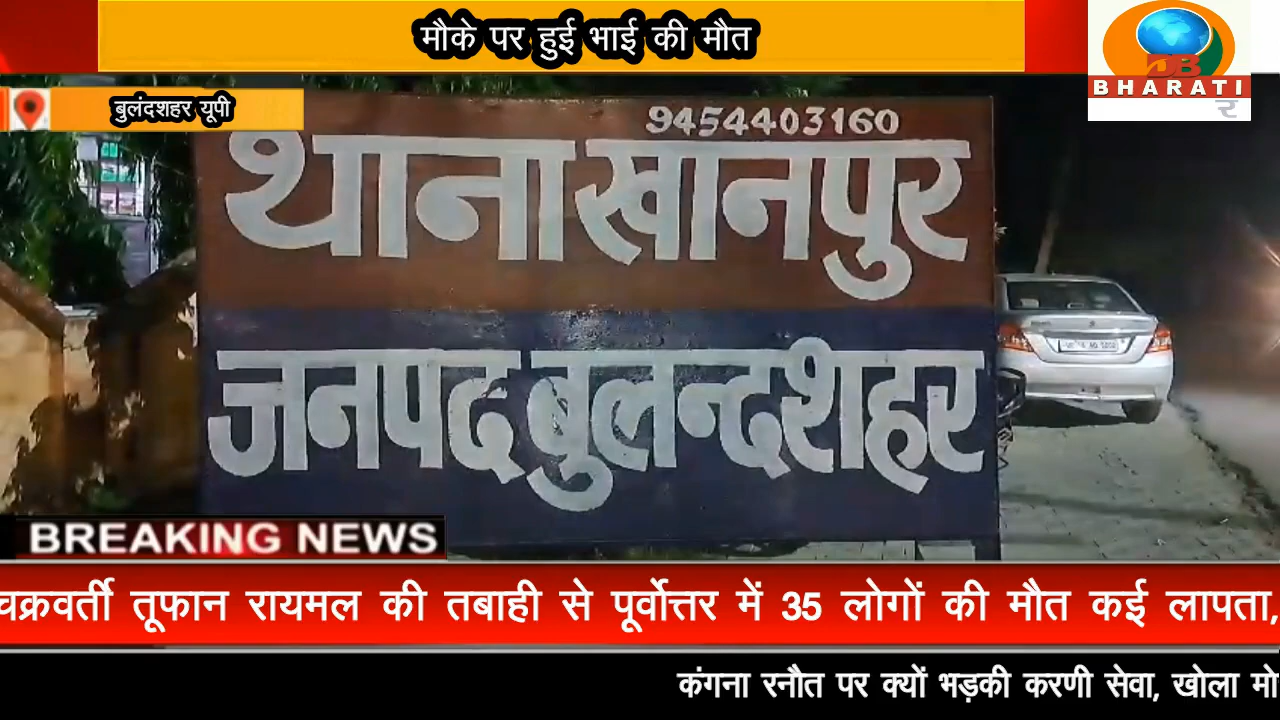 मौके पर हुई भाई की मौत
BHARATI
बुलंदशहर यूपी
9454403160
थाना खानपुर
जनपद बुलन्दशहर
BREAKING NEWS
चक्रवर्ती तूफान रायमल की तबाही से पूर्वोत्तर में 35 लोगों की मौत कई लापता,
कंगना रनौत पर क्यों भड़की करणी सेवा, खोला मो